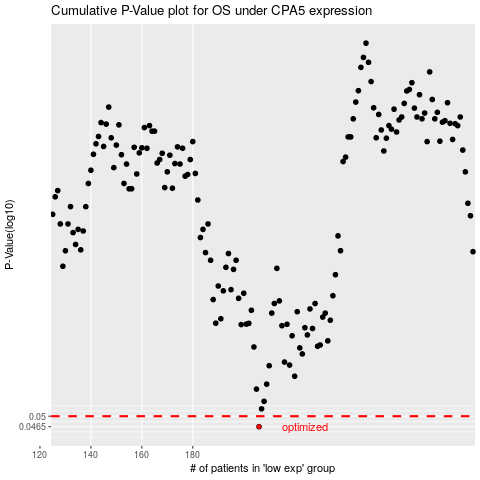 Cumulative P-Value plot for OS under CPA5 expression
P-Value(log10)
0.05
0.0465
optimized
120 140 160 180
# of patients in 'low exp' group